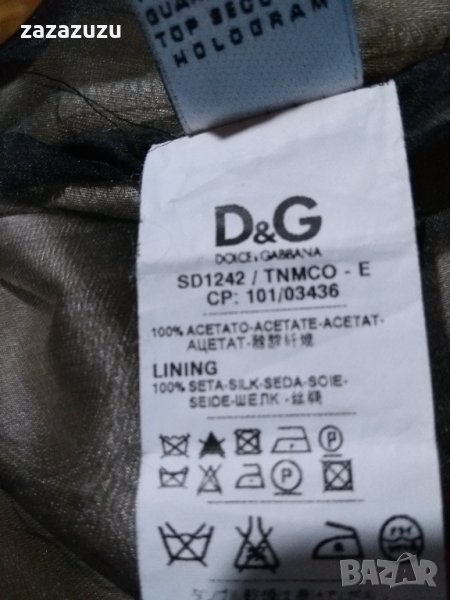 zazazuzu
TOP SECU
HOLOGRAM
D&G
DOLCE & GABBANA
SD1242 / TNMCO - E
CP: 101/03436
100% ACETATO-ACETATE-ACETAT-
АЦЕТАТ-醋酸纤维
LINING
100% SETA-SILK-SEDA-SOIE-
SEIDE-ШЕЛК - 丝绸
P
P
BAZAR